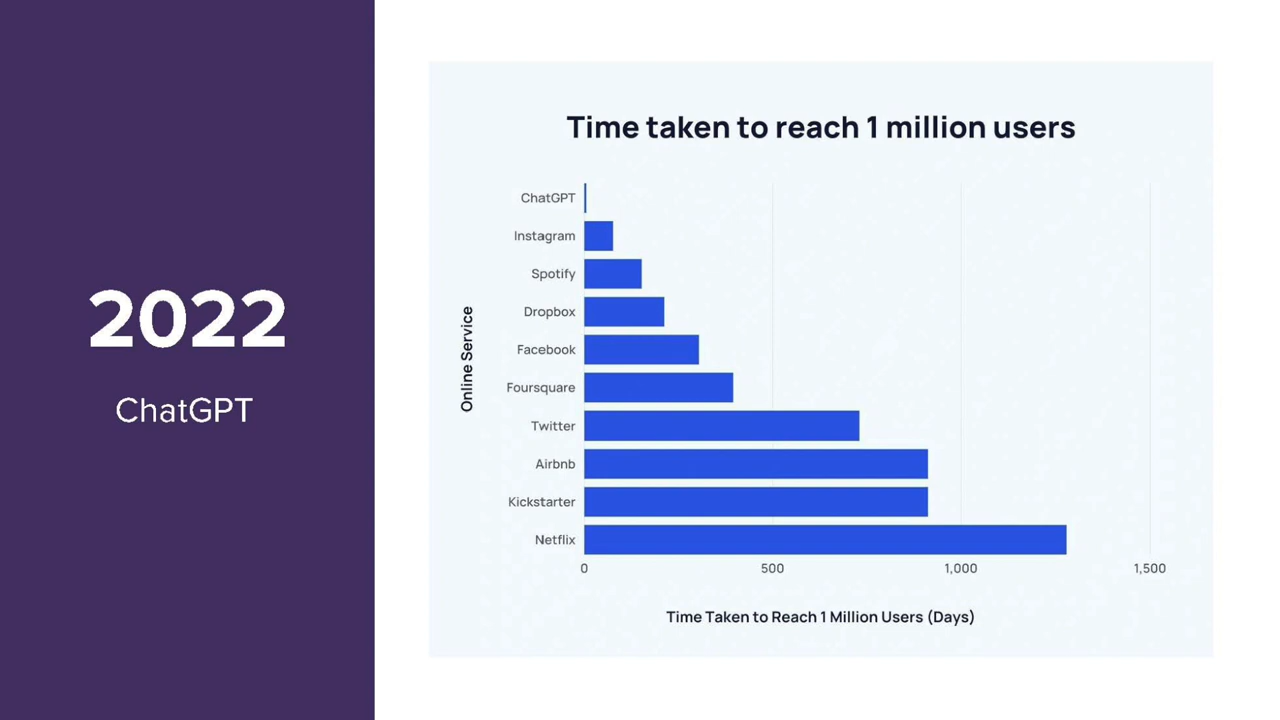 2022
ChatGPT
Time taken to reach 1 million users
Online Service
ChatGPT
Instagram
Spotify
Dropbox
Facebook
Foursquare
Twitter
Airbnb
Kickstarter
Netflix
0 500 1,000 1,500
Time Taken to Reach 1 Million Users (Days)